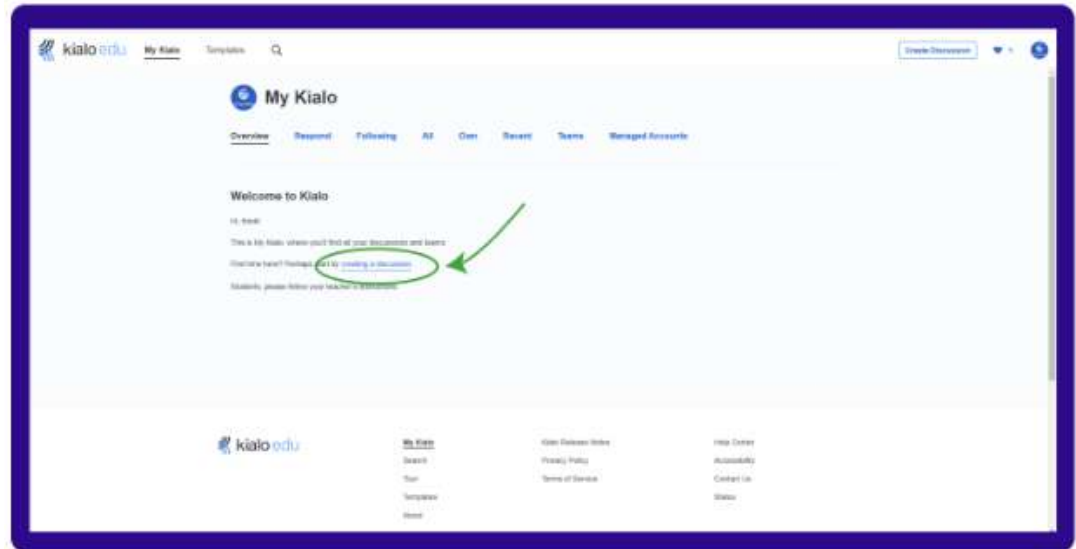 kialo edu My Kialo Templates Create Discussion
My Kialo
Overview Respond Following All Own Recent Teams Managed Accounts
Welcome to Kialo
Hi,
This is My Kialo, where you'll find all your discussions and teams.
First time here? Perhaps start by creating a discussion.
Students, please follow your teacher's instructions.
kialo edu
My Kialo
Search
Tour
Templates
About
Kialo Release Notes
Privacy Policy
Terms of Service
Help Center
Accessibility
Contact Us
Status